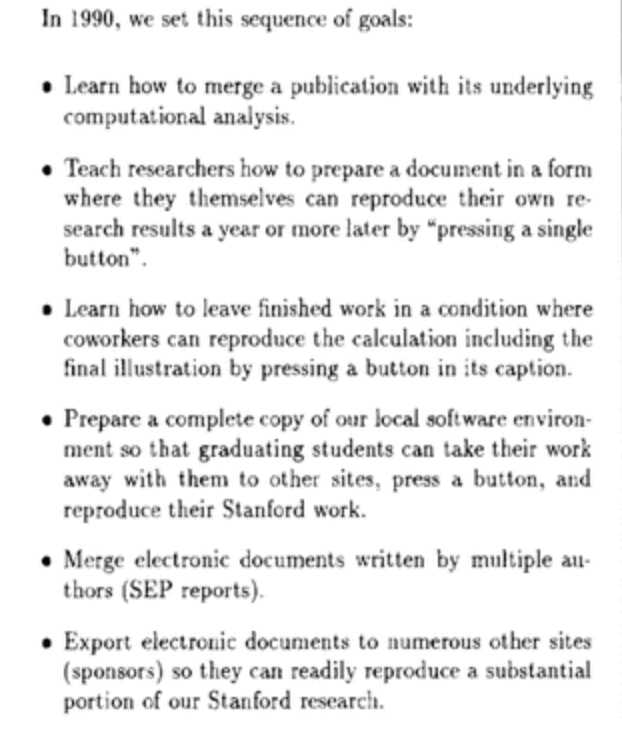 In 1990, we set this sequence of goals:
• Learn how to merge a publication with its underlying
computational analysis.
• Teach researchers how to prepare a document in a form
where they themselves can reproduce their own re-
search results a year or more later by “pressing a single
button”.
• Learn how to leave finished work in a condition where
coworkers can reproduce the calculation including the
final illustration by pressing a button in its caption.
• Prepare a complete copy of our local software environ-
ment so that graduating students can take their work
away with them to other sites, press a button, and
reproduce their Stanford work.
• Merge electronic documents written by multiple au-
thors (SEP reports).
• Export electronic documents to numerous other sites
(sponsors) so they can readily reproduce a substantial
portion of our Stanford research.